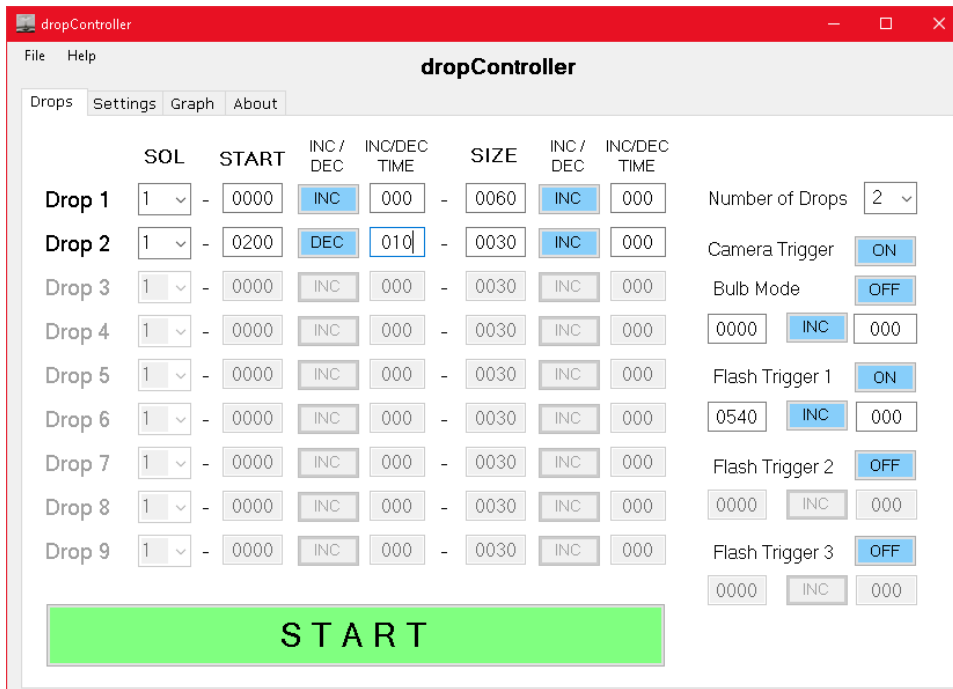 dropController
File Help
dropController
Drops Settings Graph About
SOL START INC / DEC INC/DEC TIME SIZE INC / DEC INC/DEC TIME
Drop 1 1 - 0000 INC 000 - 0060 INC 000
Number of Drops 2
Drop 2 1 - 0200 DEC 010 - 0030 INC 000
Camera Trigger ON
Drop 3 1 - 0000 INC 000 - 0030 INC 000
Bulb Mode OFF
Drop 4 1 - 0000 INC 000 - 0030 INC 000
0000 INC 000
Drop 5 1 - 0000 INC 000 - 0030 INC 000
Flash Trigger 1 ON
Drop 6 1 - 0000 INC 000 - 0030 INC 000
0540 INC 000
Drop 7 1 - 0000 INC 000 - 0030 INC 000
Flash Trigger 2 OFF
Drop 8 1 - 0000 INC 000 - 0030 INC 000
0000 INC 000
Drop 9 1 - 0000 INC 000 - 0030 INC 000
Flash Trigger 3 OFF
0000 INC 000
START